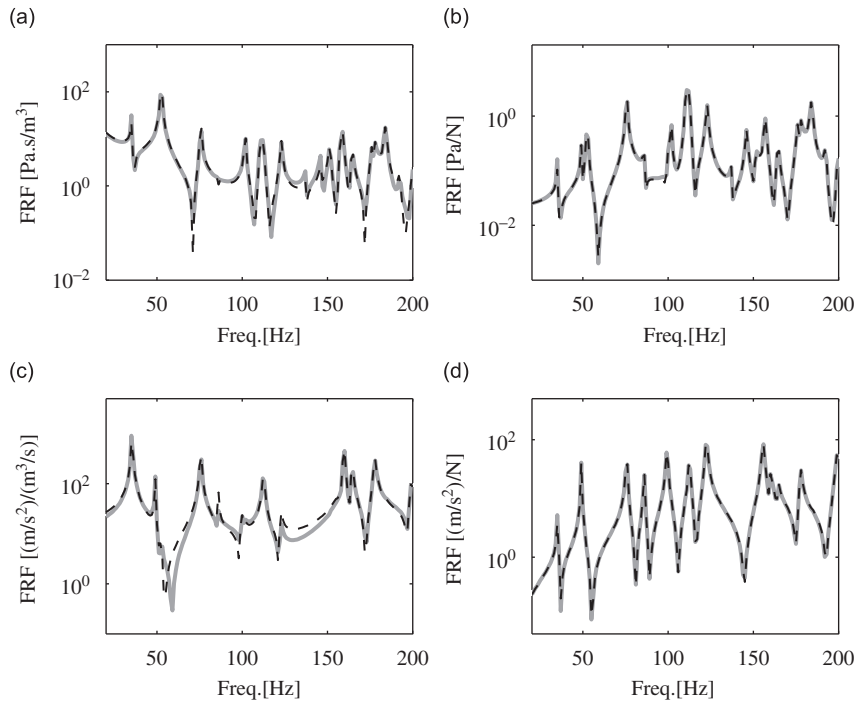 (a)
FRF [Pa.s/m³]
10²
10⁰
10⁻²
50 100 150 200
Freq.[Hz]
(b)
FRF [Pa/N]
10⁰
10⁻²
50 100 150 200
Freq.[Hz]
(c)
FRF [(m/s²)/(m³/s)]
10²
10⁰
50 100 150 200
Freq.[Hz]
(d)
FRF [(m/s²)/N]
10²
10⁰
50 100 150 200
Freq.[Hz]